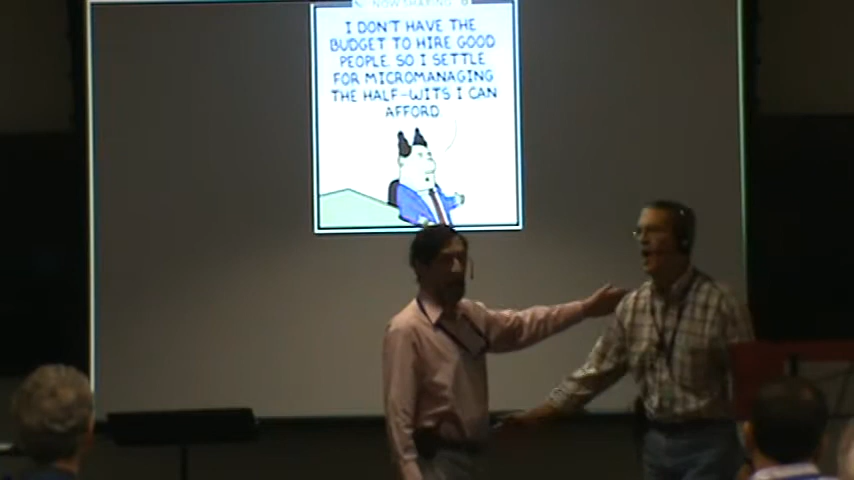 I DON'T HAVE THE
BUDGET TO HIRE GOOD
PEOPLE. SO I SETTLE
FOR MICROMANAGING
THE HALF-WITS I CAN
AFFORD